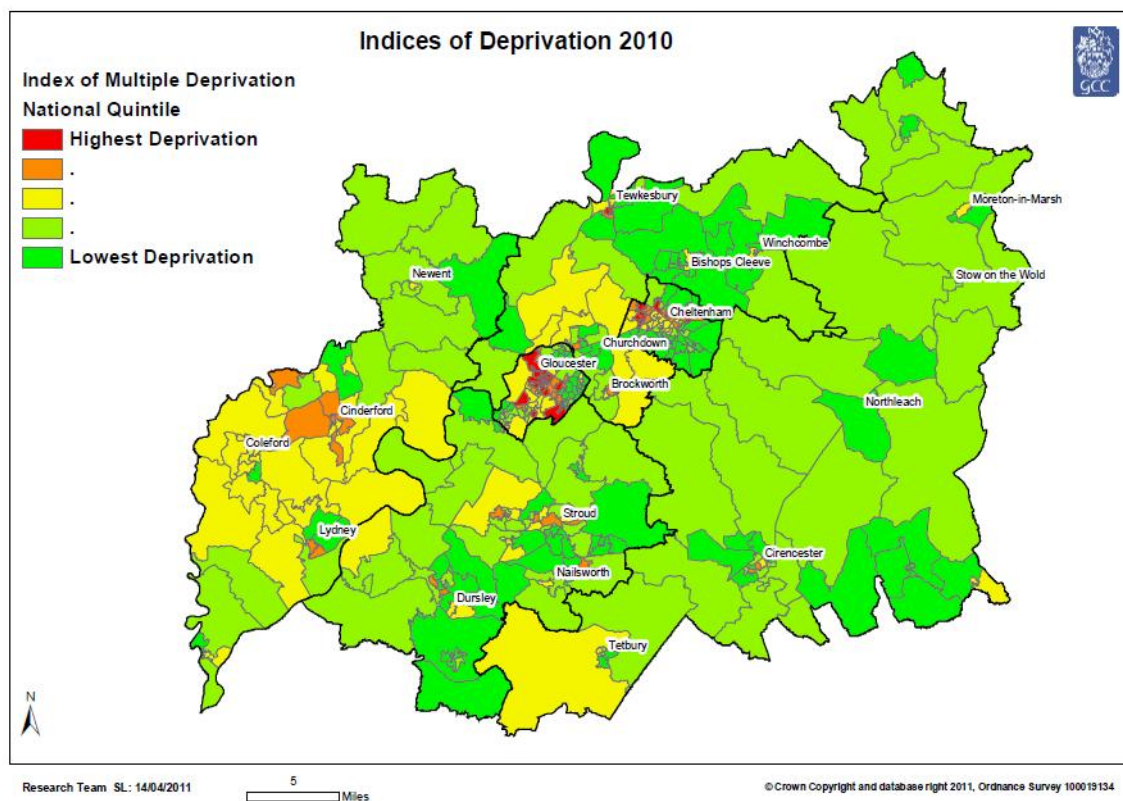 Indices of Deprivation 2010
GCC
Index of Multiple Deprivation
National Quintile
Highest Deprivation
.
.
.
Lowest Deprivation
Tewkesbury
Moreton-in-Marsh
Winchcombe
Bishops Cleeve
Newent
Stow on the Wold
Cheltenham
Churchdown
Gloucester
Brockworth
Northleach
Cinderford
Coleford
Stroud
Lydney
Cirencester
Nailsworth
Dursley
Tetbury
N
Research Team SL: 14/04/2011
5
Miles
© Crown Copyright and database right 2011, Ordnance Survey 100019134